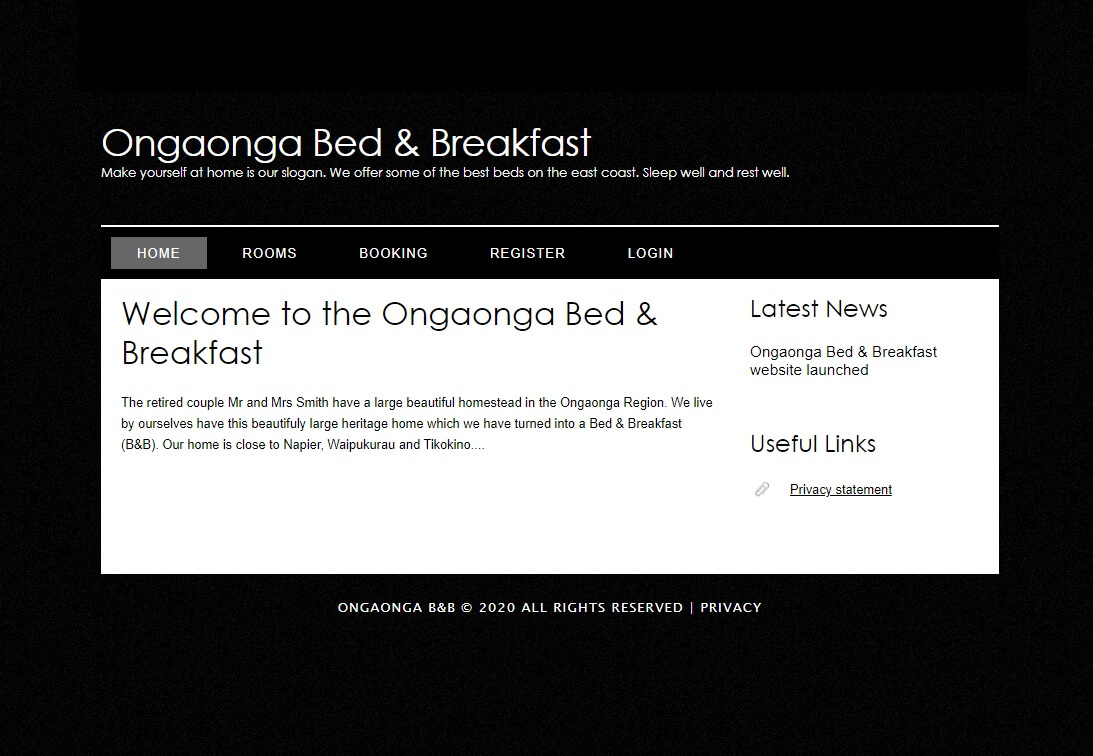 Ongaonga Bed & Breakfast
Make yourself at home is our slogan. We offer some of the best beds on the east coast. Sleep well and rest well.
HOME ROOMS BOOKING REGISTER LOGIN
Welcome to the Ongaonga Bed &
Breakfast
The retired couple Mr and Mrs Smith have a large beautiful homestead in the Ongaonga Region. We live
by ourselves have this beautifuly large heritage home which we have turned into a Bed & Breakfast
(B&B). Our home is close to Napier, Waipukurau and Tikokino....
Latest News
Ongaonga Bed & Breakfast
website launched
Useful Links
Privacy statement
ONGAONGA B&B © 2020 ALL RIGHTS RESERVED | PRIVACY